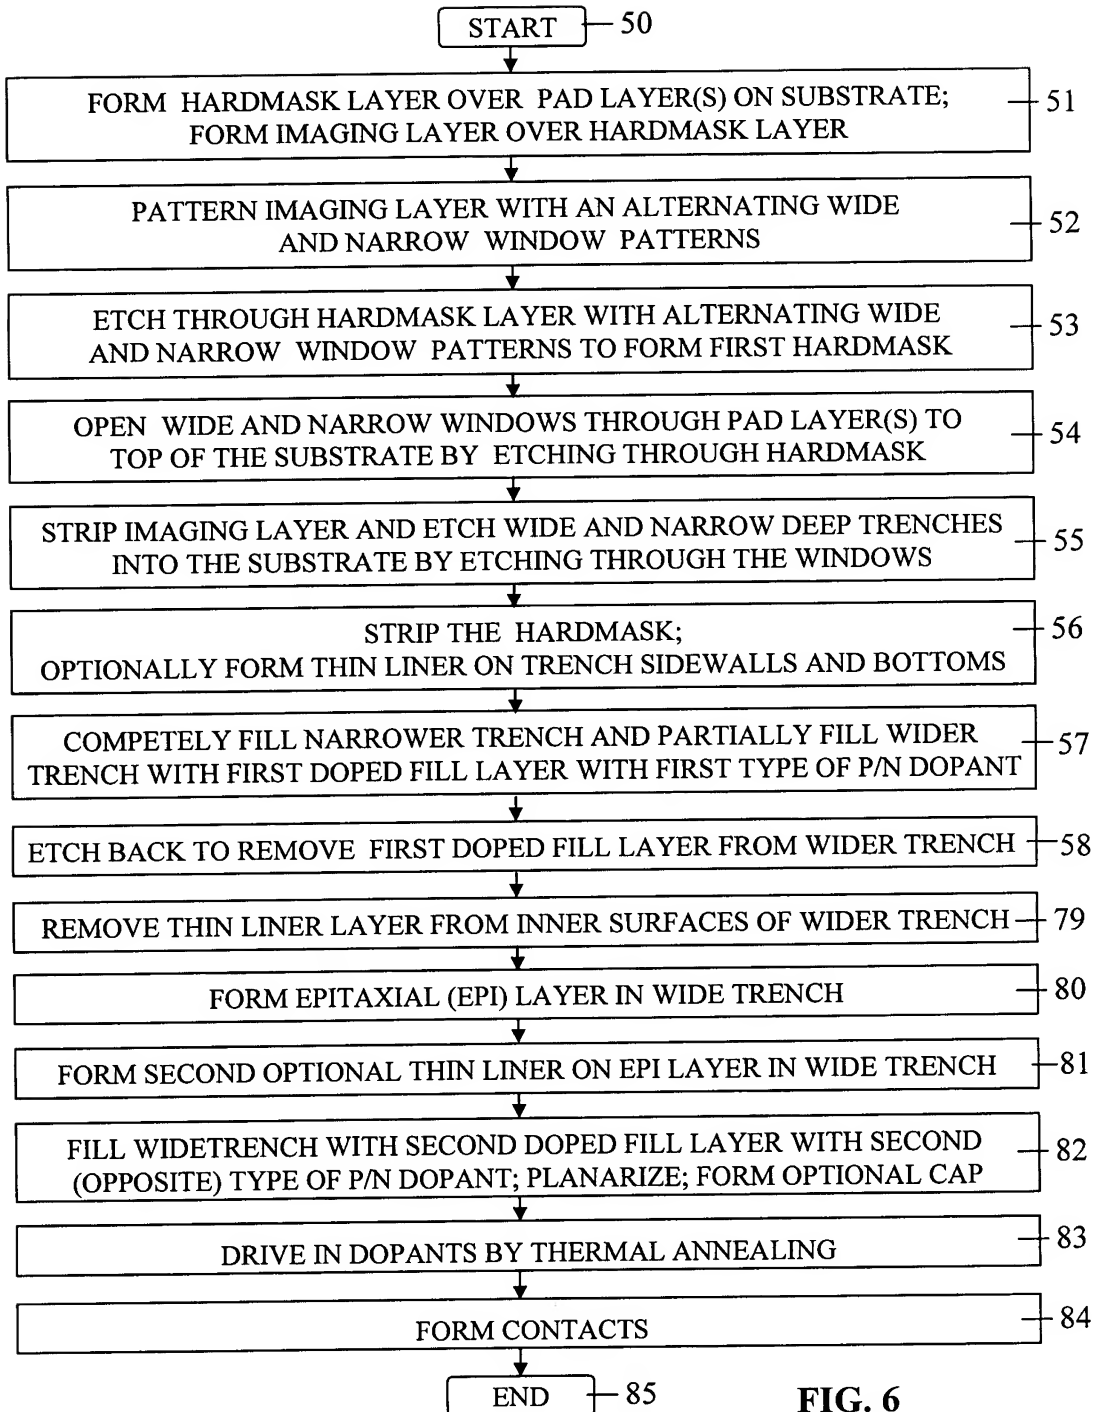 START 50
FORM HARDMASK LAYER OVER PAD LAYER(S) ON SUBSTRATE; 51
FORM IMAGING LAYER OVER HARDMASK LAYER
PATTERN IMAGING LAYER WITH AN ALTERNATING WIDE 52
AND NARROW WINDOW PATTERNS
ETCH THROUGH HARDMASK LAYER WITH ALTERNATING WIDE 53
AND NARROW WINDOW PATTERNS TO FORM FIRST HARDMASK
OPEN WIDE AND NARROW WINDOWS THROUGH PAD LAYER(S) TO 54
TOP OF THE SUBSTRATE BY ETCHING THROUGH HARDMASK
STRIP IMAGING LAYER AND ETCH WIDE AND NARROW DEEP TRENCHES 55
INTO THE SUBSTRATE BY ETCHING THROUGH THE WINDOWS
STRIP THE HARDMASK; 56
OPTIONALLY FORM THIN LINER ON TRENCH SIDEWALLS AND BOTTOMS
COMPETELY FILL NARROWER TRENCH AND PARTIALLY FILL WIDER 57
TRENCH WITH FIRST DOPED FILL LAYER WITH FIRST TYPE OF P/N DOPANT
ETCH BACK TO REMOVE FIRST DOPED FILL LAYER FROM WIDER TRENCH 58
REMOVE THIN LINER LAYER FROM INNER SURFACES OF WIDER TRENCH 79
FORM EPITAXIAL (EPI) LAYER IN WIDE TRENCH 80
FORM SECOND OPTIONAL THIN LINER ON EPI LAYER IN WIDE TRENCH 81
FILL WIDETRENCH WITH SECOND DOPED FILL LAYER WITH SECOND 82
(OPPOSITE) TYPE OF P/N DOPANT; PLANARIZE; FORM OPTIONAL CAP
DRIVE IN DOPANTS BY THERMAL ANNEALING 83
FORM CONTACTS 84
END 85
FIG. 6